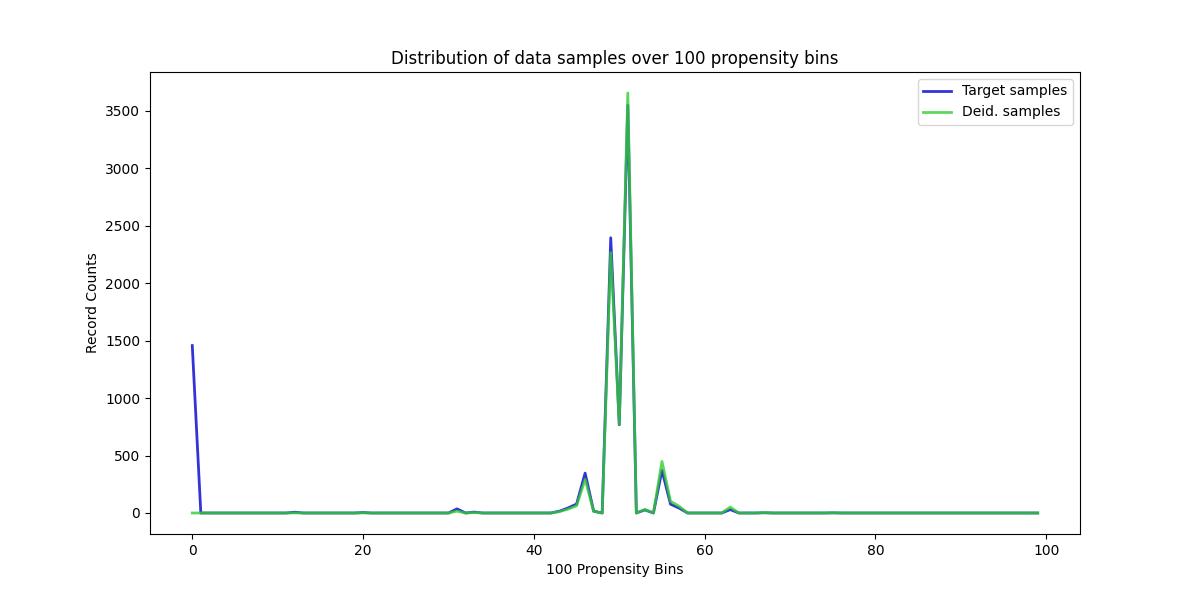 Distribution of data samples over 100 propensity bins
Target samples
Deid. samples
3500
3000
2500
2000
1500
1000
500
0
Record Counts
0 20 40 60 80 100
100 Propensity Bins